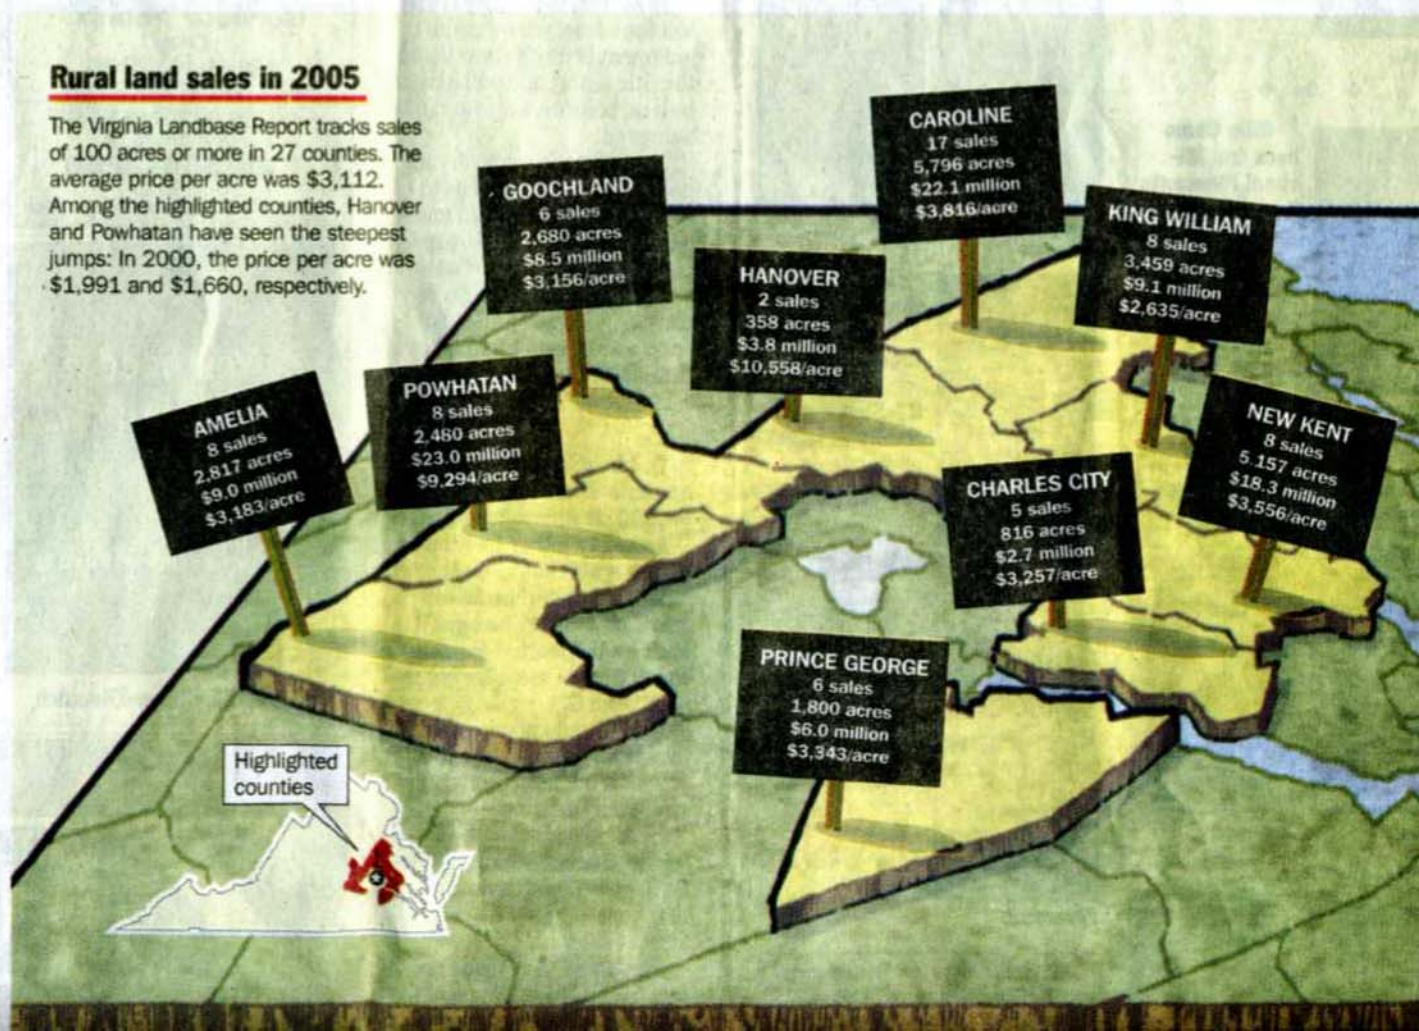 Rural land sales in 2005
The Virginia Landbase Report tracks sales
of 100 acres or more in 27 counties. The
average price per acre was $3,112.
Among the highlighted counties, Hanover
and Powhatan have seen the steepest
jumps: In 2000, the price per acre was
$1,991 and $1,660, respectively.
AMELIA
8 sales
2,817 acres
$9.0 million
$3,183/acre
POWHATAN
8 sales
2,480 acres
$23.0 million
$9,294/acre
GOOCHLAND
6 sales
2,680 acres
$8.5 million
$3,156/acre
HANOVER
2 sales
358 acres
$3.8 million
$10,558/acre
CAROLINE
17 sales
5,796 acres
$22.1 million
$3,816/acre
KING WILLIAM
8 sales
3,459 acres
$9.1 million
$2,635/acre
NEW KENT
8 sales
5,157 acres
$18.3 million
$3,556/acre
CHARLES CITY
5 sales
816 acres
$2.7 million
$3,257/acre
PRINCE GEORGE
6 sales
1,800 acres
$6.0 million
$3,343/acre
Highlighted
counties